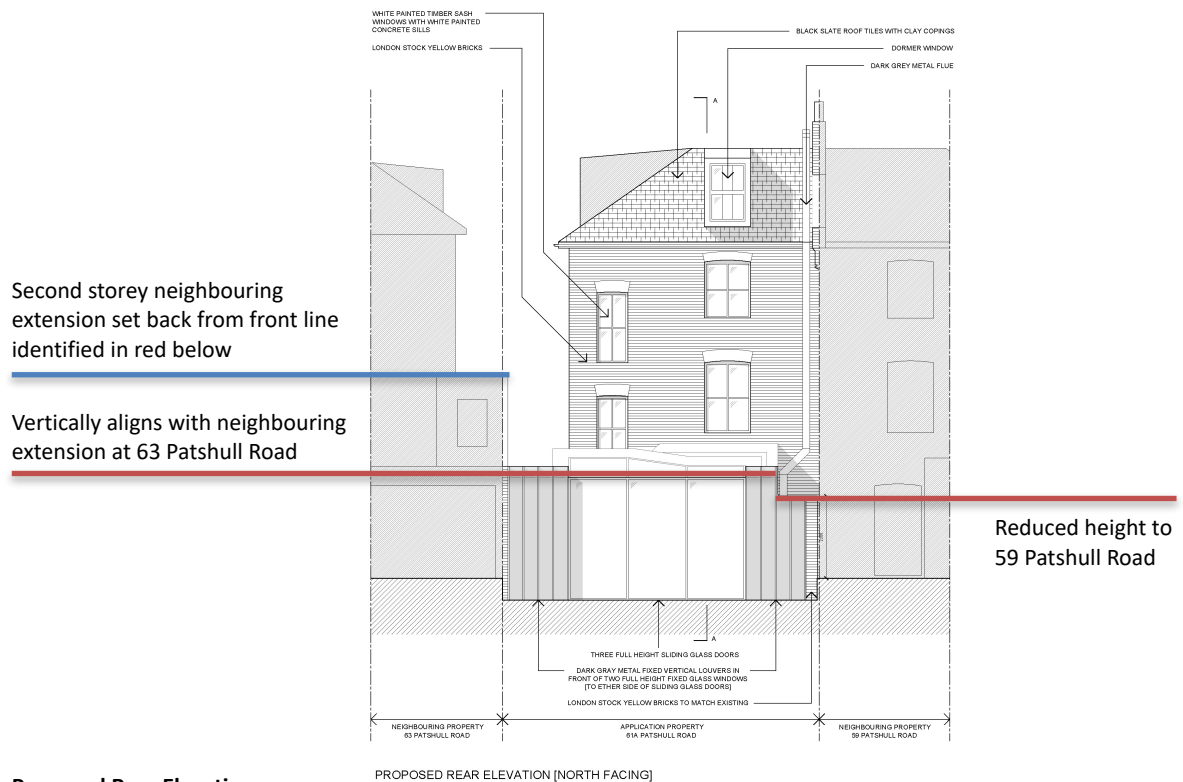 WHITE PAINTED TIMBER SASH
WINDOWS WITH WHITE PAINTED
CONCRETE SILLS
LONDON STOCK YELLOW BRICKS
BLACK SLATE ROOF TILES WITH CLAY COPINGS
DORMER WINDOW
DARK GREY METAL FLUE
A
Second storey neighbouring
extension set back from front line
identified in red below
Vertically aligns with neighbouring
extension at 63 Patshull Road
Reduced height to
59 Patshull Road
A
THREE FULL HEIGHT SLIDING GLASS DOORS
DARK GRAY METAL FIXED VERTICAL LOUVERS IN
FRONT OF TWO FULL HEIGHT FIXED GLASS WINDOWS
[TO ETHER SIDE OF SLIDING GLASS DOORS]
LONDON STOCK YELLOW BRICKS TO MATCH EXISTING
NEIGHBOURING PROPERTY
63 PATSHULL ROAD
APPLICATION PROPERTY
61A PATSHULL ROAD
NEIGHBOURING PROPERTY
59 PATSHULL ROAD
PROPOSED REAR ELEVATION [NORTH FACING]